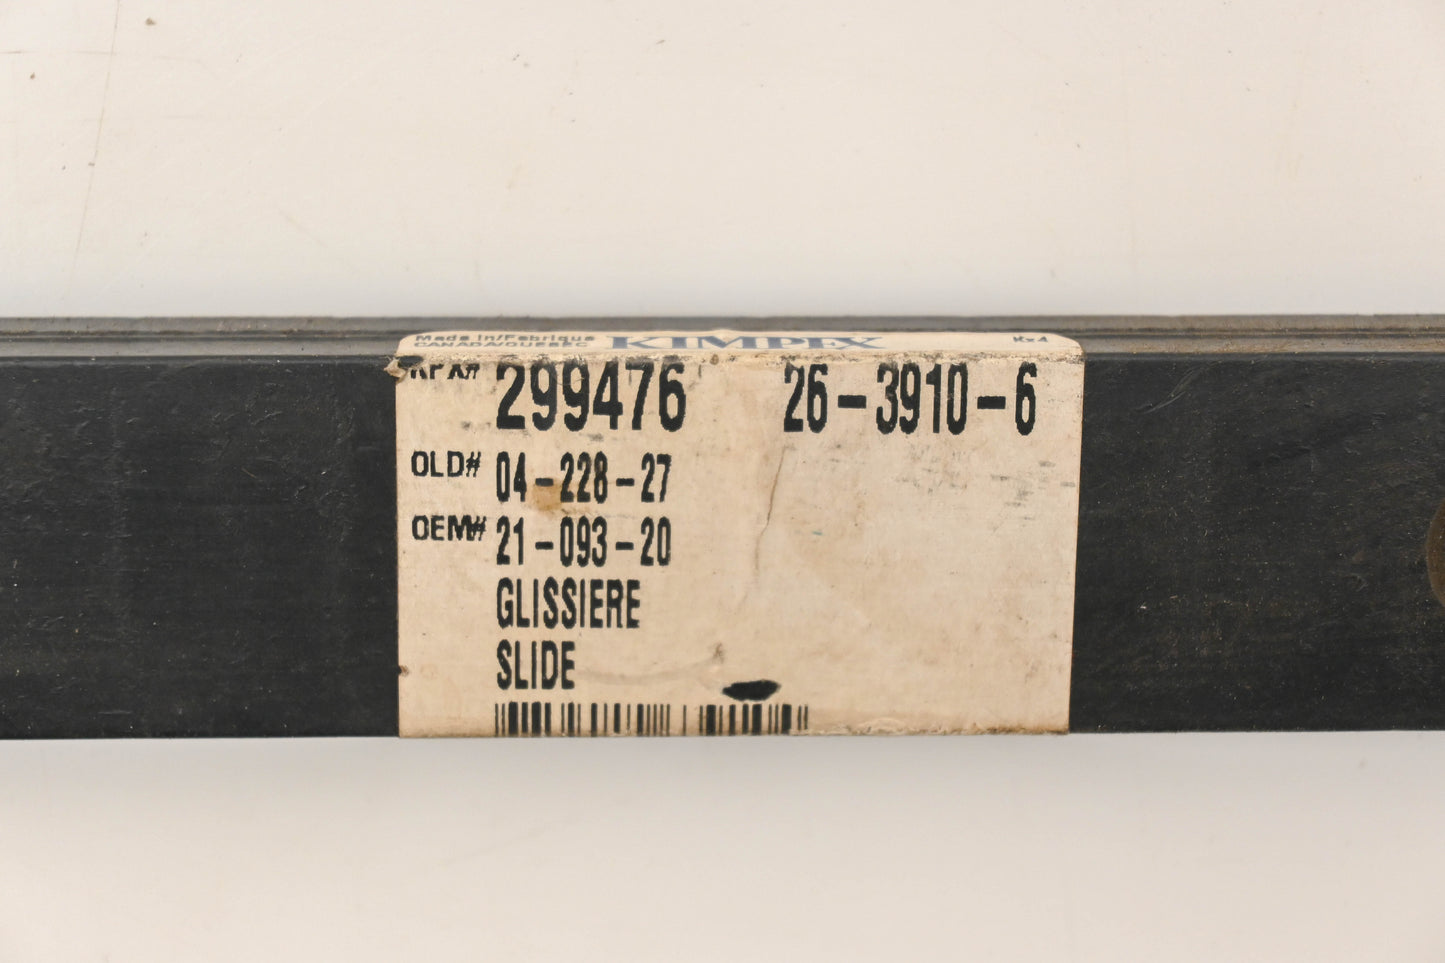 Made in/Fabriqué KIMPEX Kx4
CANADA/QUEBEC
KPX# 299476 26-3910-6
OLD# 04-228-27
OEM# 21-093-20
GLISSIERE
SLIDE